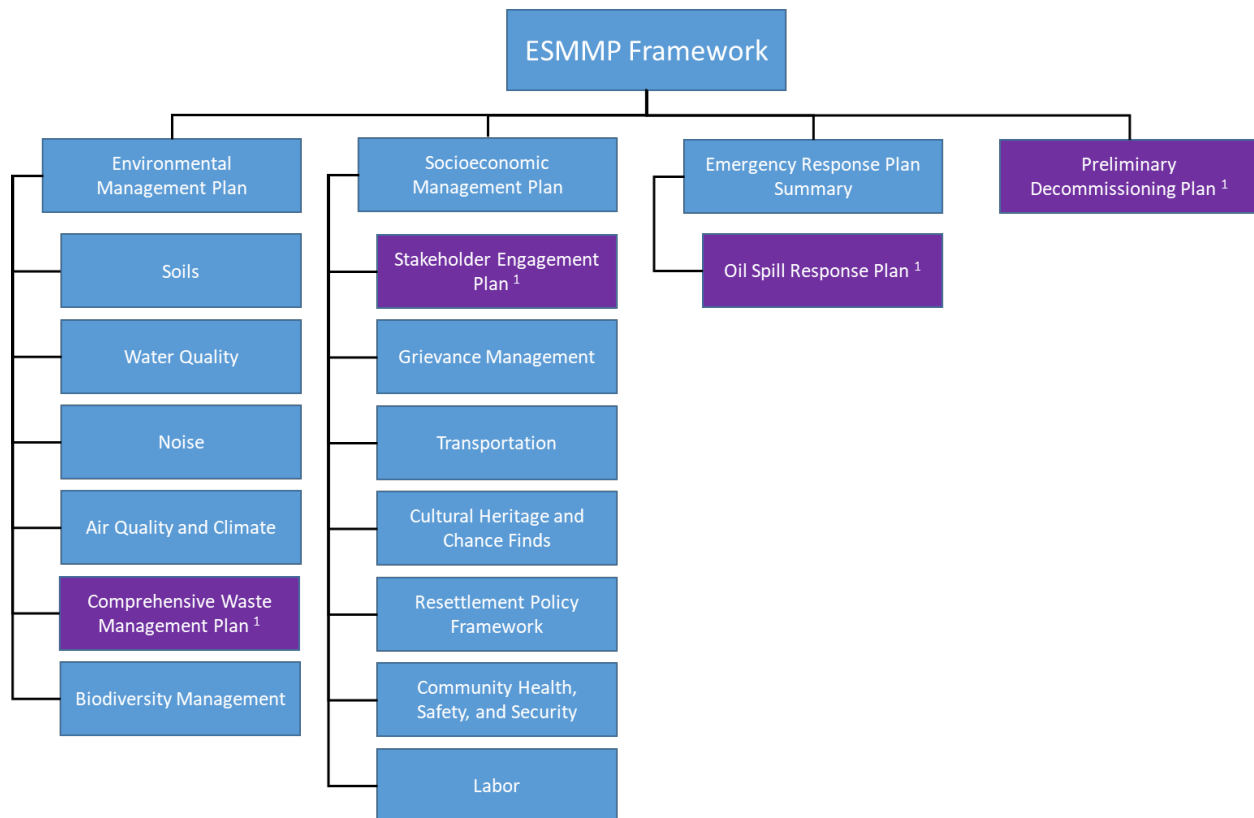 ESMMP Framework
Environmental
Management Plan
Soils
Water Quality
Noise
Air Quality and Climate
Comprehensive Waste
Management Plan 1
Biodiversity Management
Socioeconomic
Management Plan
Stakeholder Engagement
Plan 1
Grievance Management
Transportation
Cultural Heritage and
Chance Finds
Resettlement Policy
Framework
Community Health,
Safety, and Security
Labor
Emergency Response Plan
Summary
Oil Spill Response Plan 1
Preliminary
Decommissioning Plan 1